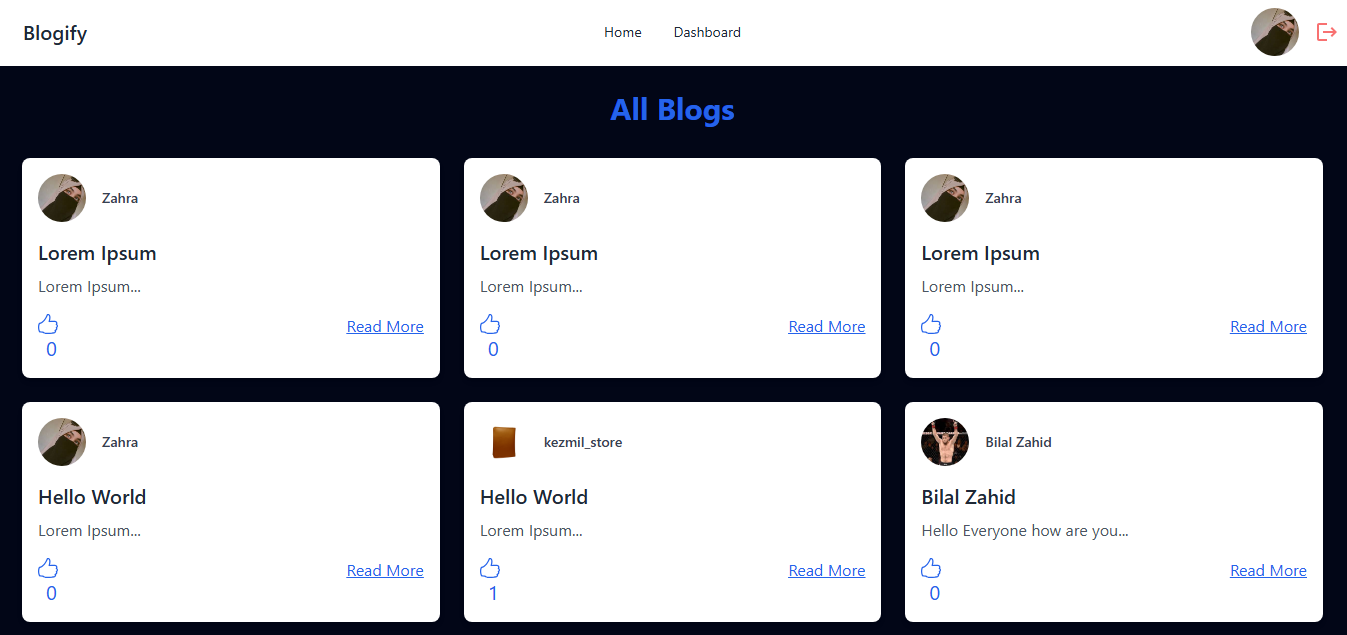 Blogify
Home Dashboard
All Blogs
Zahra
Lorem Ipsum
Lorem Ipsum...
0
Read More
Zahra
Lorem Ipsum
Lorem Ipsum...
0
Read More
Zahra
Lorem Ipsum
Lorem Ipsum...
0
Read More
Zahra
Hello World
Lorem Ipsum...
0
Read More
kezmil_store
Hello World
Lorem Ipsum...
1
Read More
Bilal Zahid
Bilal Zahid
Hello Everyone how are you...
0
Read More